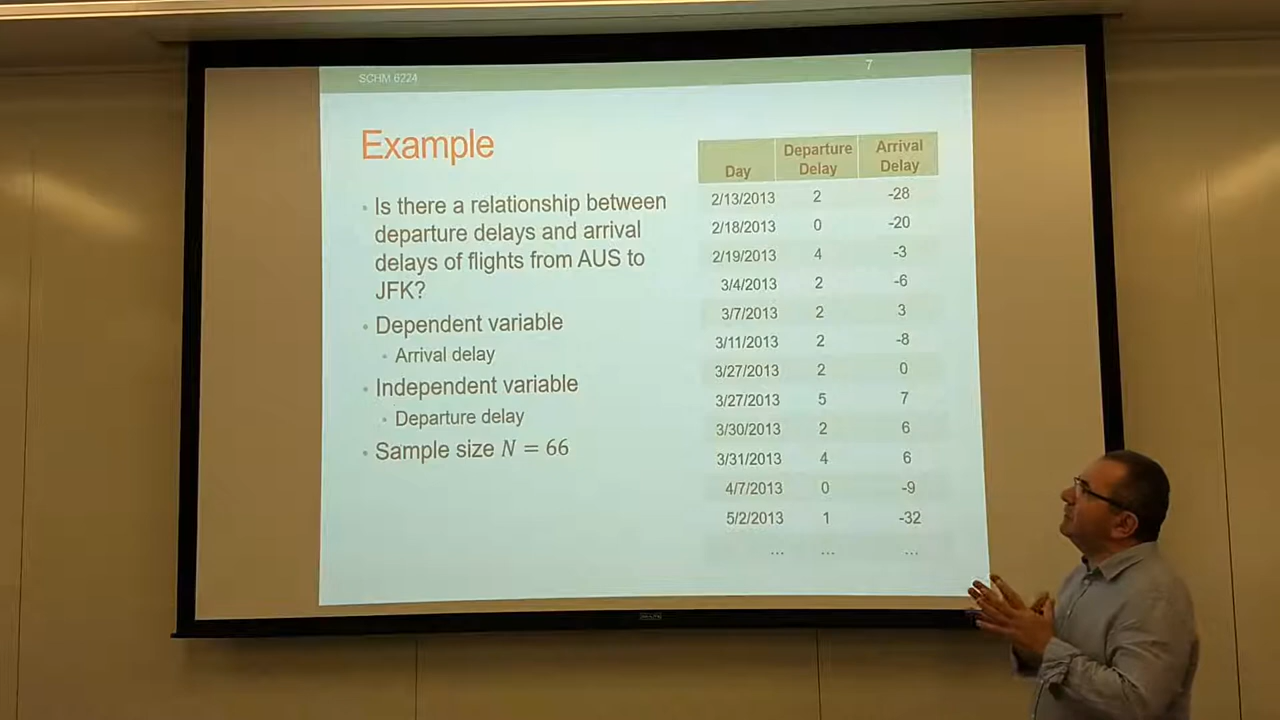 SCHM 6224
7
Example
• Is there a relationship between
departure delays and arrival
delays of flights from AUS to
JFK?
• Dependent variable
• Arrival delay
• Independent variable
• Departure delay
• Sample size N = 66
Day Departure Delay Arrival Delay
2/13/2013 2 -28
2/18/2013 0 -20
2/19/2013 4 -3
3/4/2013 2 -6
3/7/2013 2 3
3/11/2013 2 -8
3/27/2013 2 0
3/27/2013 5 7
3/30/2013 2 6
3/31/2013 4 6
4/7/2013 0 -9
5/2/2013 1 -32
... ... ...